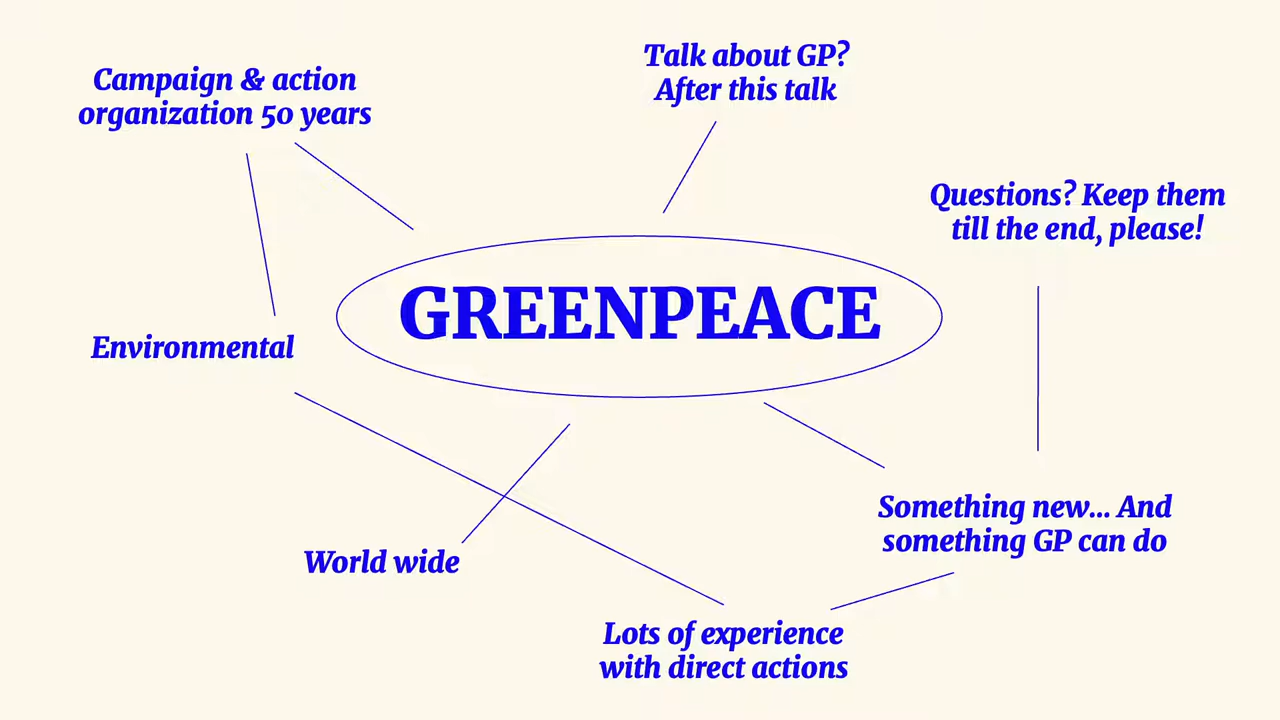 Talk about GP?
After this talk
Campaign & action
organization 50 years
Questions? Keep them
till the end, please!
GREENPEACE
Environmental
Something new... And
something GP can do
World wide
Lots of experience
with direct actions